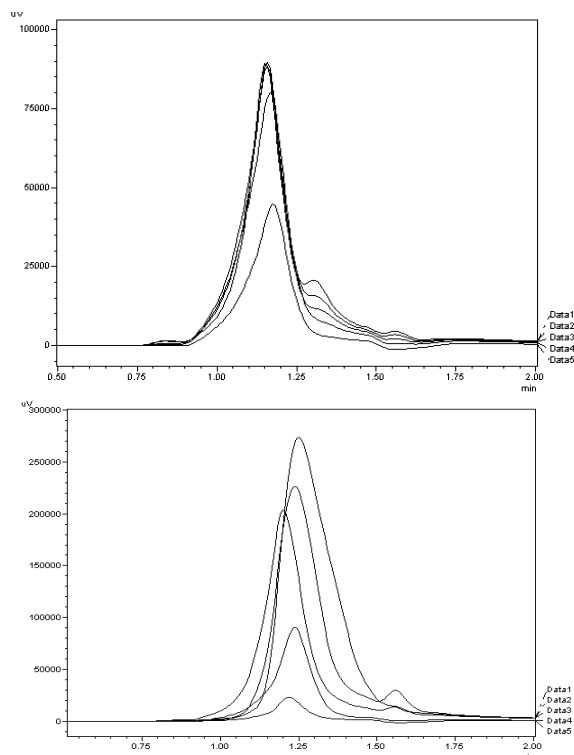 uV
100000
75000
50000
25000
0
Data1
Data2
Data3
Data4
Data5
0.50 0.75 1.00 1.25 1.50 1.75 2.00
min
uV
300000
250000
200000
150000
100000
50000
0
Data1
Data2
Data3
Data4
Data5
0.75 1.00 1.25 1.50 1.75 2.00